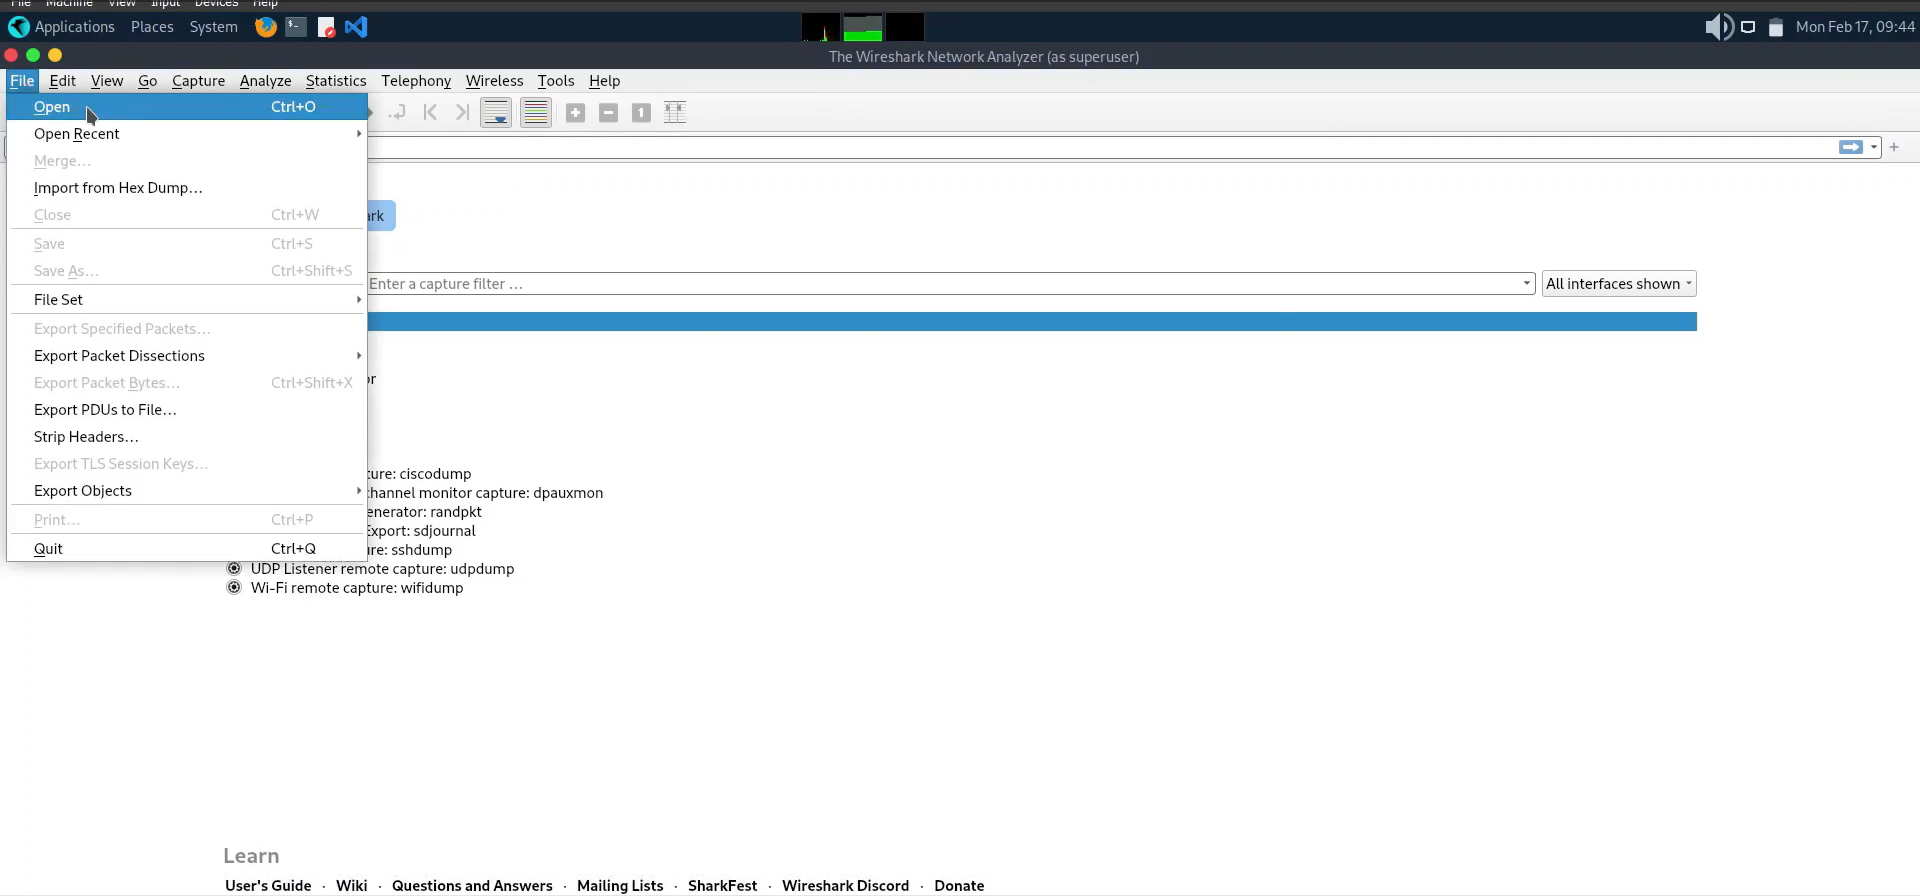 File Machine View Input Devices Help
Applications Places System Mon Feb 17, 09:44
The Wireshark Network Analyzer (as superuser)
File Edit View Go Capture Analyze Statistics Telephony Wireless Tools Help
Open Ctrl+O
Open Recent
Merge...
Import from Hex Dump...
Close Ctrl+W
Save Ctrl+S
Save As... Ctrl+Shift+S
File Set
Export Specified Packets...
Export Packet Dissections
Export Packet Bytes... Ctrl+Shift+X
Export PDUs to File...
Strip Headers...
Export TLS Session Keys...
Export Objects
Print... Ctrl+P
Quit Ctrl+Q
ark
Enter a capture filter ... All interfaces shown
or
ture: ciscodump
channel monitor capture: dpauxmon
enerator: randpkt
Export: sdjournal
re: sshdump
UDP Listener remote capture: udpdump
Wi-Fi remote capture: wifidump
Learn
User's Guide · Wiki · Questions and Answers · Mailing Lists · SharkFest · Wireshark Discord · Donate